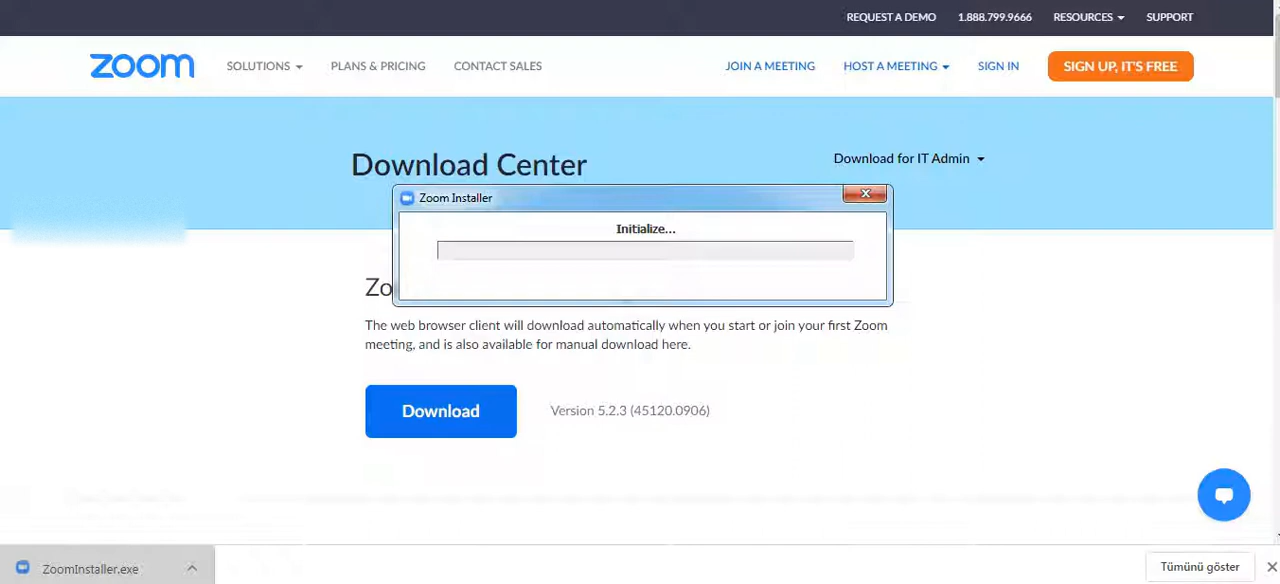 REQUEST A DEMO 1.888.799.9666 RESOURCES SUPPORT
zoom SOLUTIONS PLANS & PRICING CONTACT SALES JOIN A MEETING HOST A MEETING SIGN IN SIGN UP, IT'S FREE
Download Center
Download for IT Admin
Zoom Installer
Initialize...
Zo
The web browser client will download automatically when you start or join your first Zoom
meeting, and is also available for manual download here.
Download
Version 5.2.3 (45120.0906)
ZoomInstaller.exe
Tümünü göster